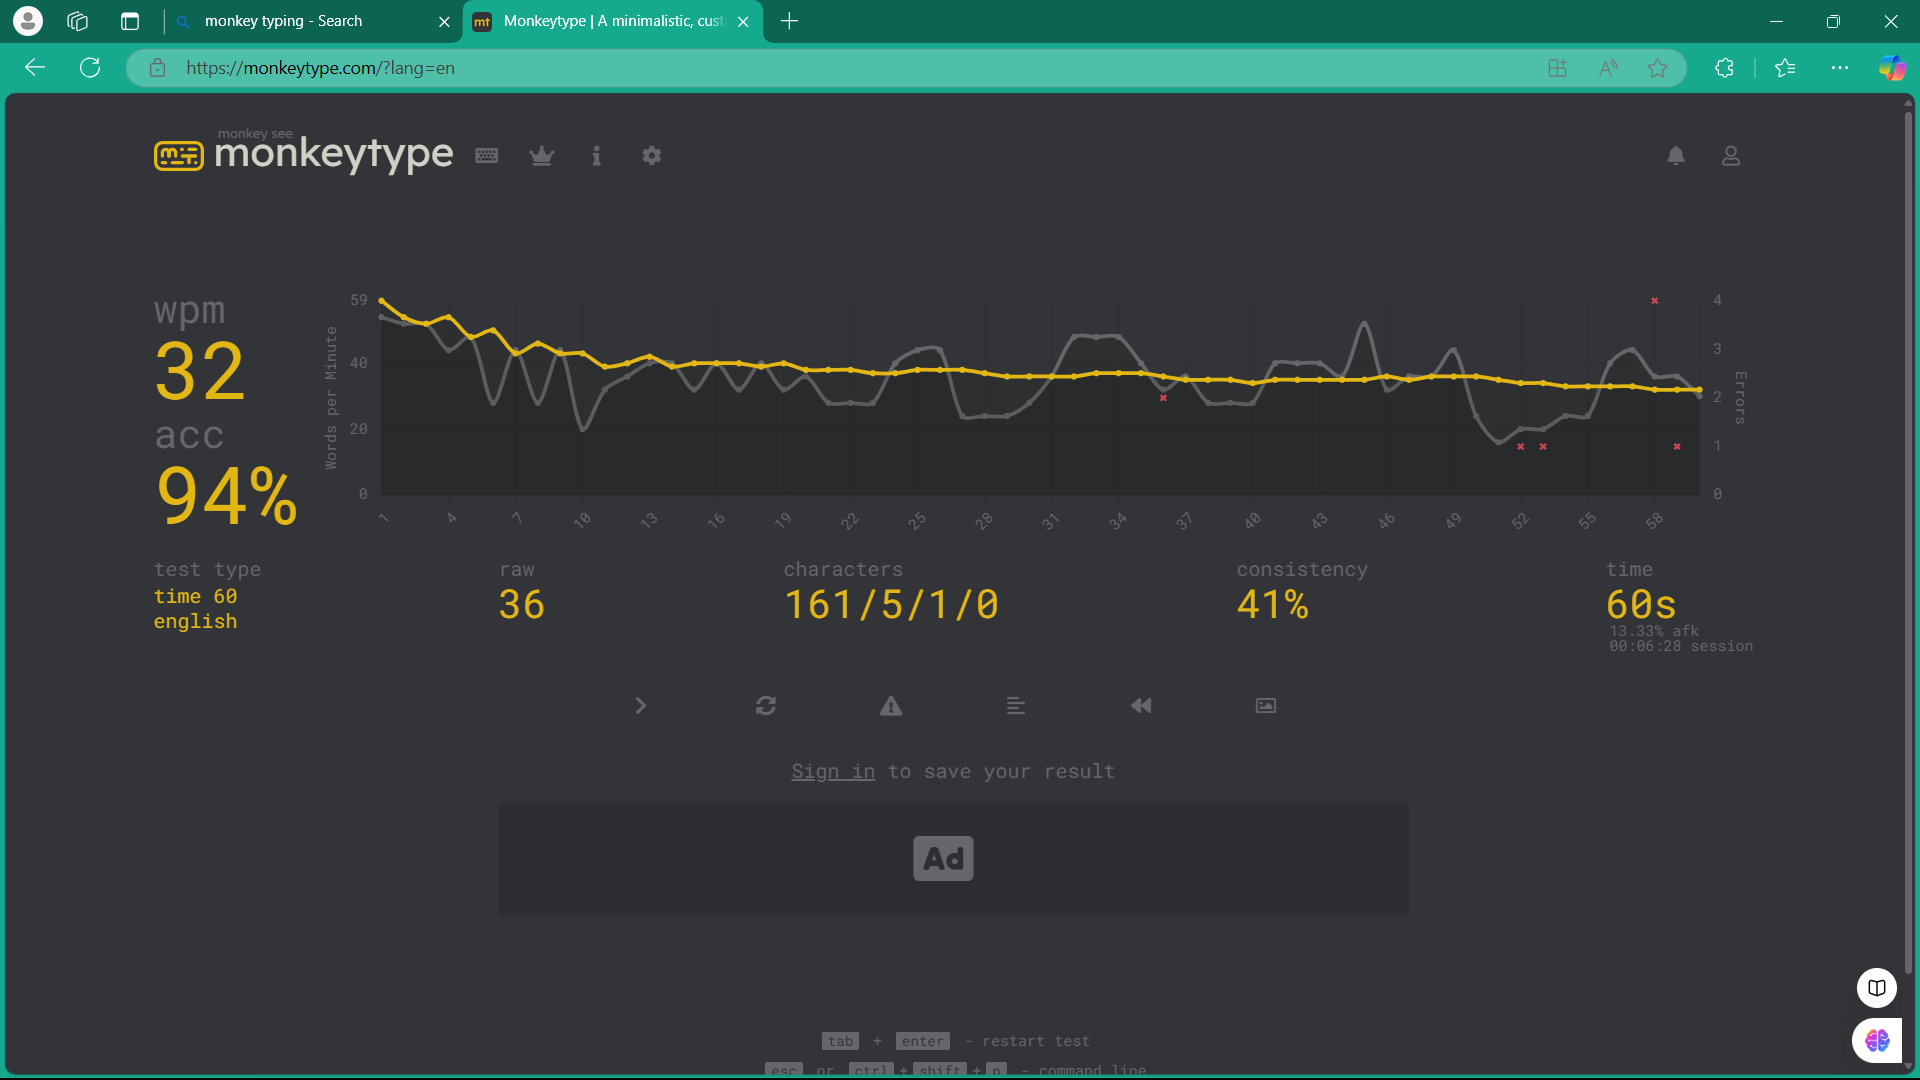 monkey typing - Search
mt
Monkeytype | A minimalistic, cust
https://monkeytype.com/?lang=en
monkey see
monkeytype
wpm
32
acc
94%
Words per Minute
59
40
20
0
4
3
2
1
0
Errors
1 4 7 10 13 16 19 22 25 28 31 34 37 40 43 46 49 52 55 58
test type
time 60
english
raw
36
characters
161/5/1/0
consistency
41%
time
60s
13.33% afk
00:06:28 session
Sign in to save your result
Ad
tab + enter - restart test
esc or ctrl + shift + p - command line